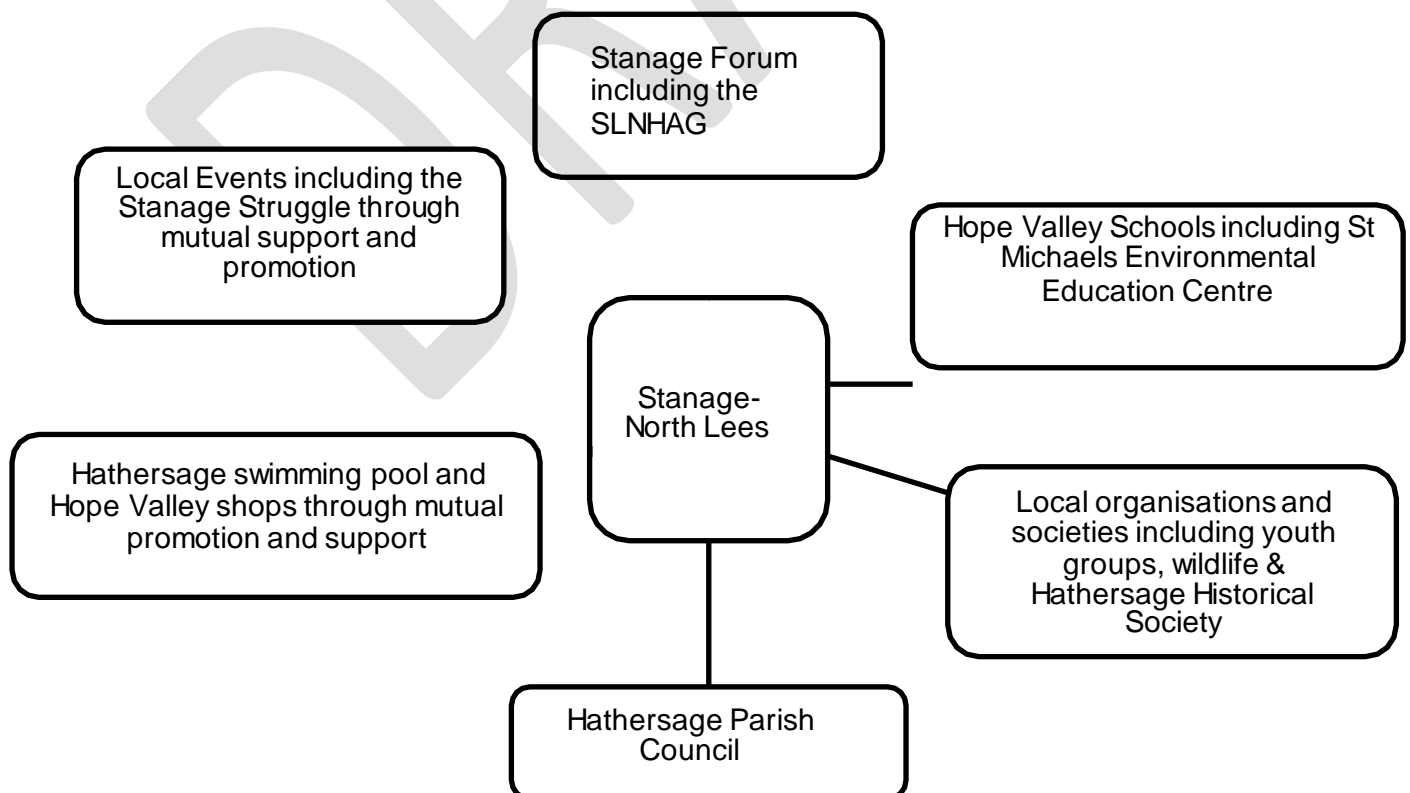 Stanage Forum
including the
SLNHAG
Local Events including the
Stanage Struggle through
mutual support and
promotion
Hope Valley Schools including St
Michaels Environmental
Education Centre
Stanage-
North Lees
Hathersage swimming pool and
Hope Valley shops through mutual
promotion and support
Local organisations and
societies including youth
groups, wildlife &
Hathersage Historical
Society
Hathersage Parish
Council